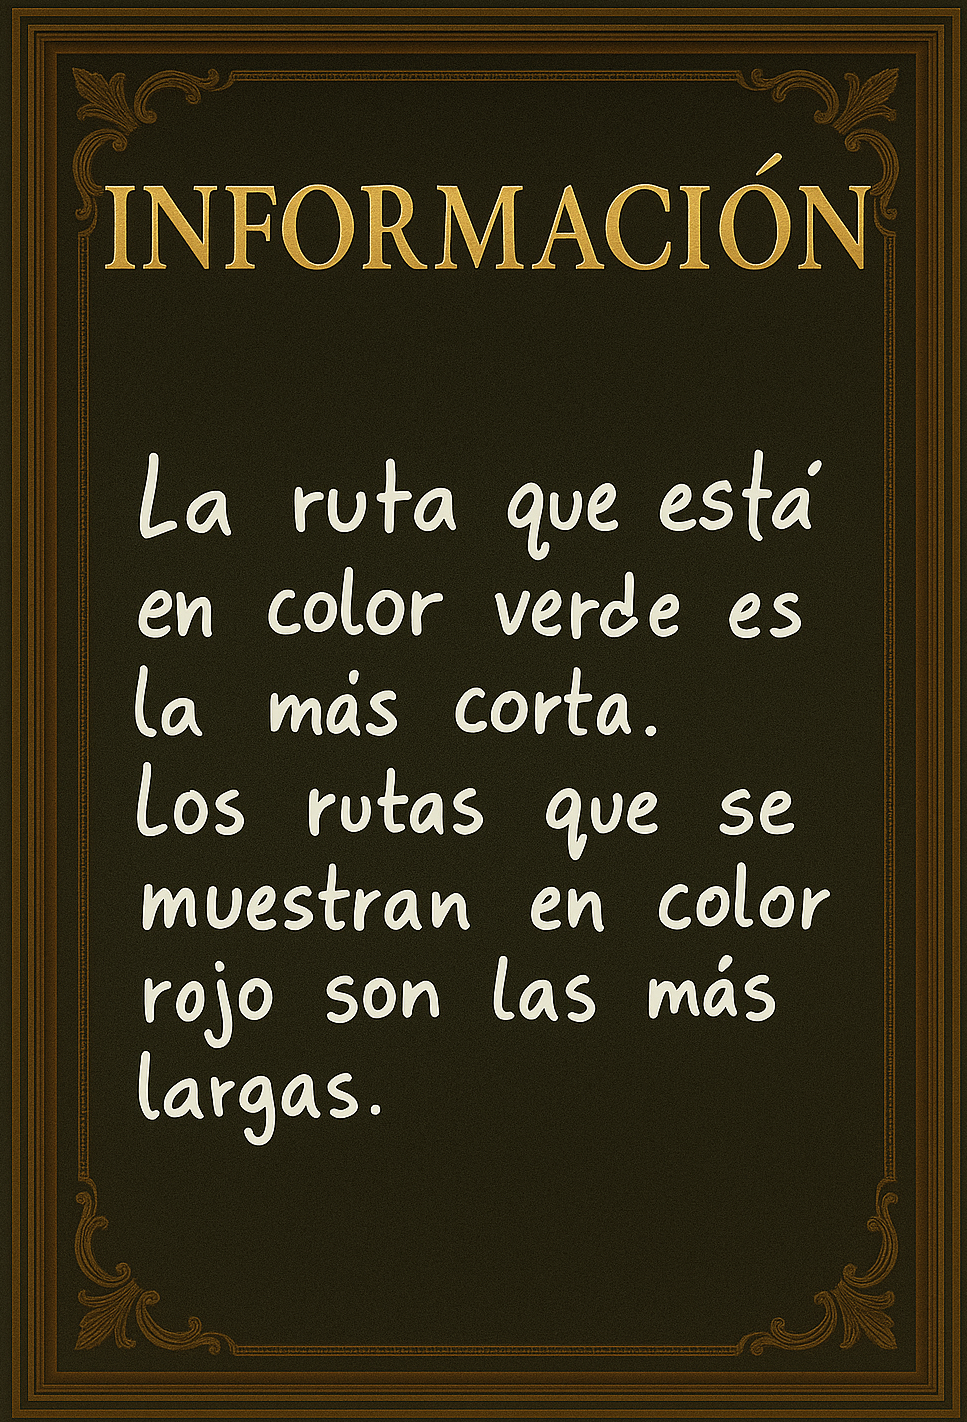 INFORMACIÓN
La ruta que está
en color verde es
la más corta.
Los rutas que se
muestran en color
rojo son las más
largas.